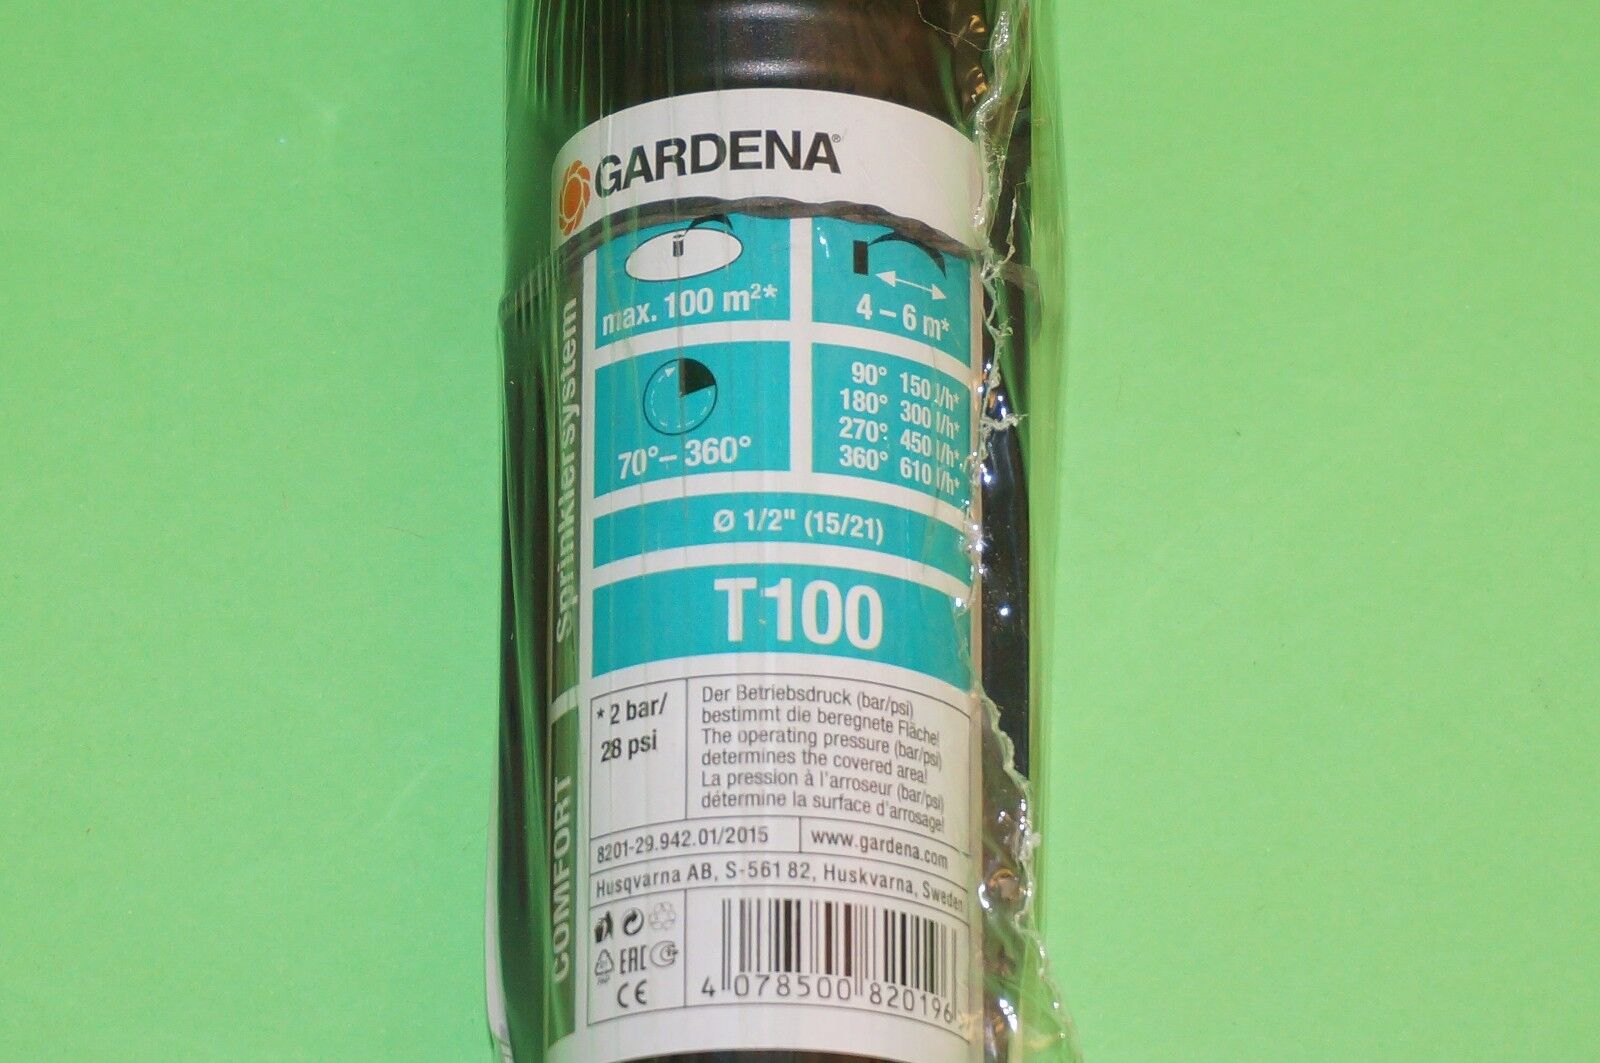 GARDENA®
max. 100 m²*
4 – 6 m*
70° – 360°
90° 150 l/h*
180° 300 l/h*
270° 450 l/h*
360° 610 l/h*
Ø 1/2" (15/21)
T100
COMFORT Sprinklersystem
* 2 bar/
28 psi
Der Betriebsdruck (bar/psi)
bestimmt die beregnete Fläche!
The operating pressure (bar/psi)
determines the covered area!
La pression à l'arroseur (bar/psi)
détermine la surface d'arrosage!
8201-29.942.01/2015
www.gardena.com
Husqvarna AB, S-561 82, Huskvarna, Sweden
EAC
CE
4 078500 820196 >